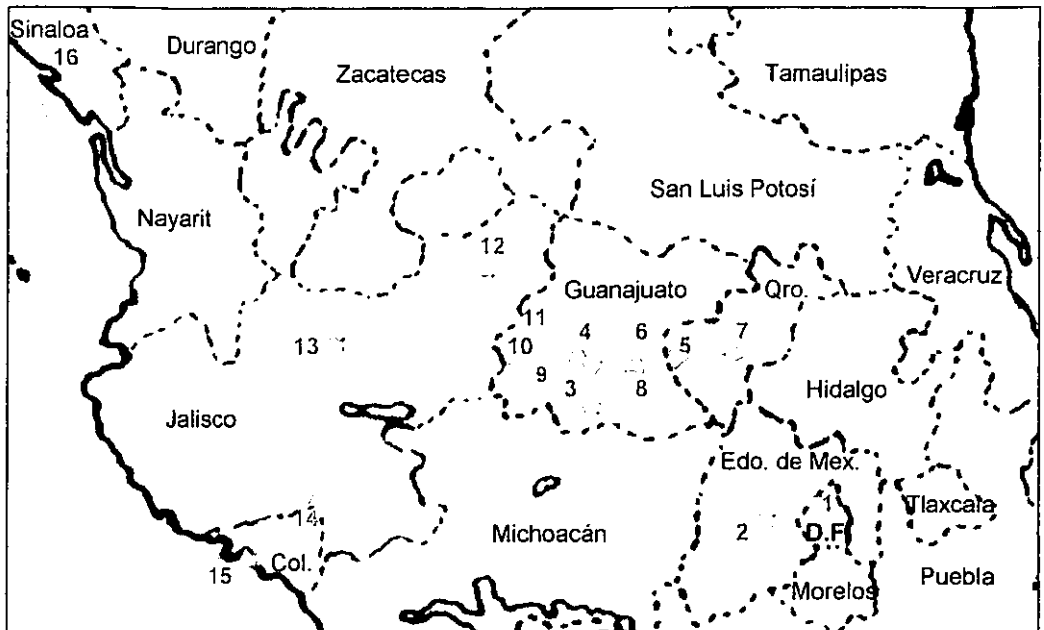 Sinaloa
16
Durango
Zacatecas
Tamaulipas
San Luis Potosí
Nayarit
12
Veracruz
Guanajuato
Qro.
11
4
6
7
13
10
5
9
3
8
Hidalgo
Jalisco
Edo. de Mex.
1
Tlaxcala
14
Michoacán
2
D.F
15
Col.
Puebla
Morelos